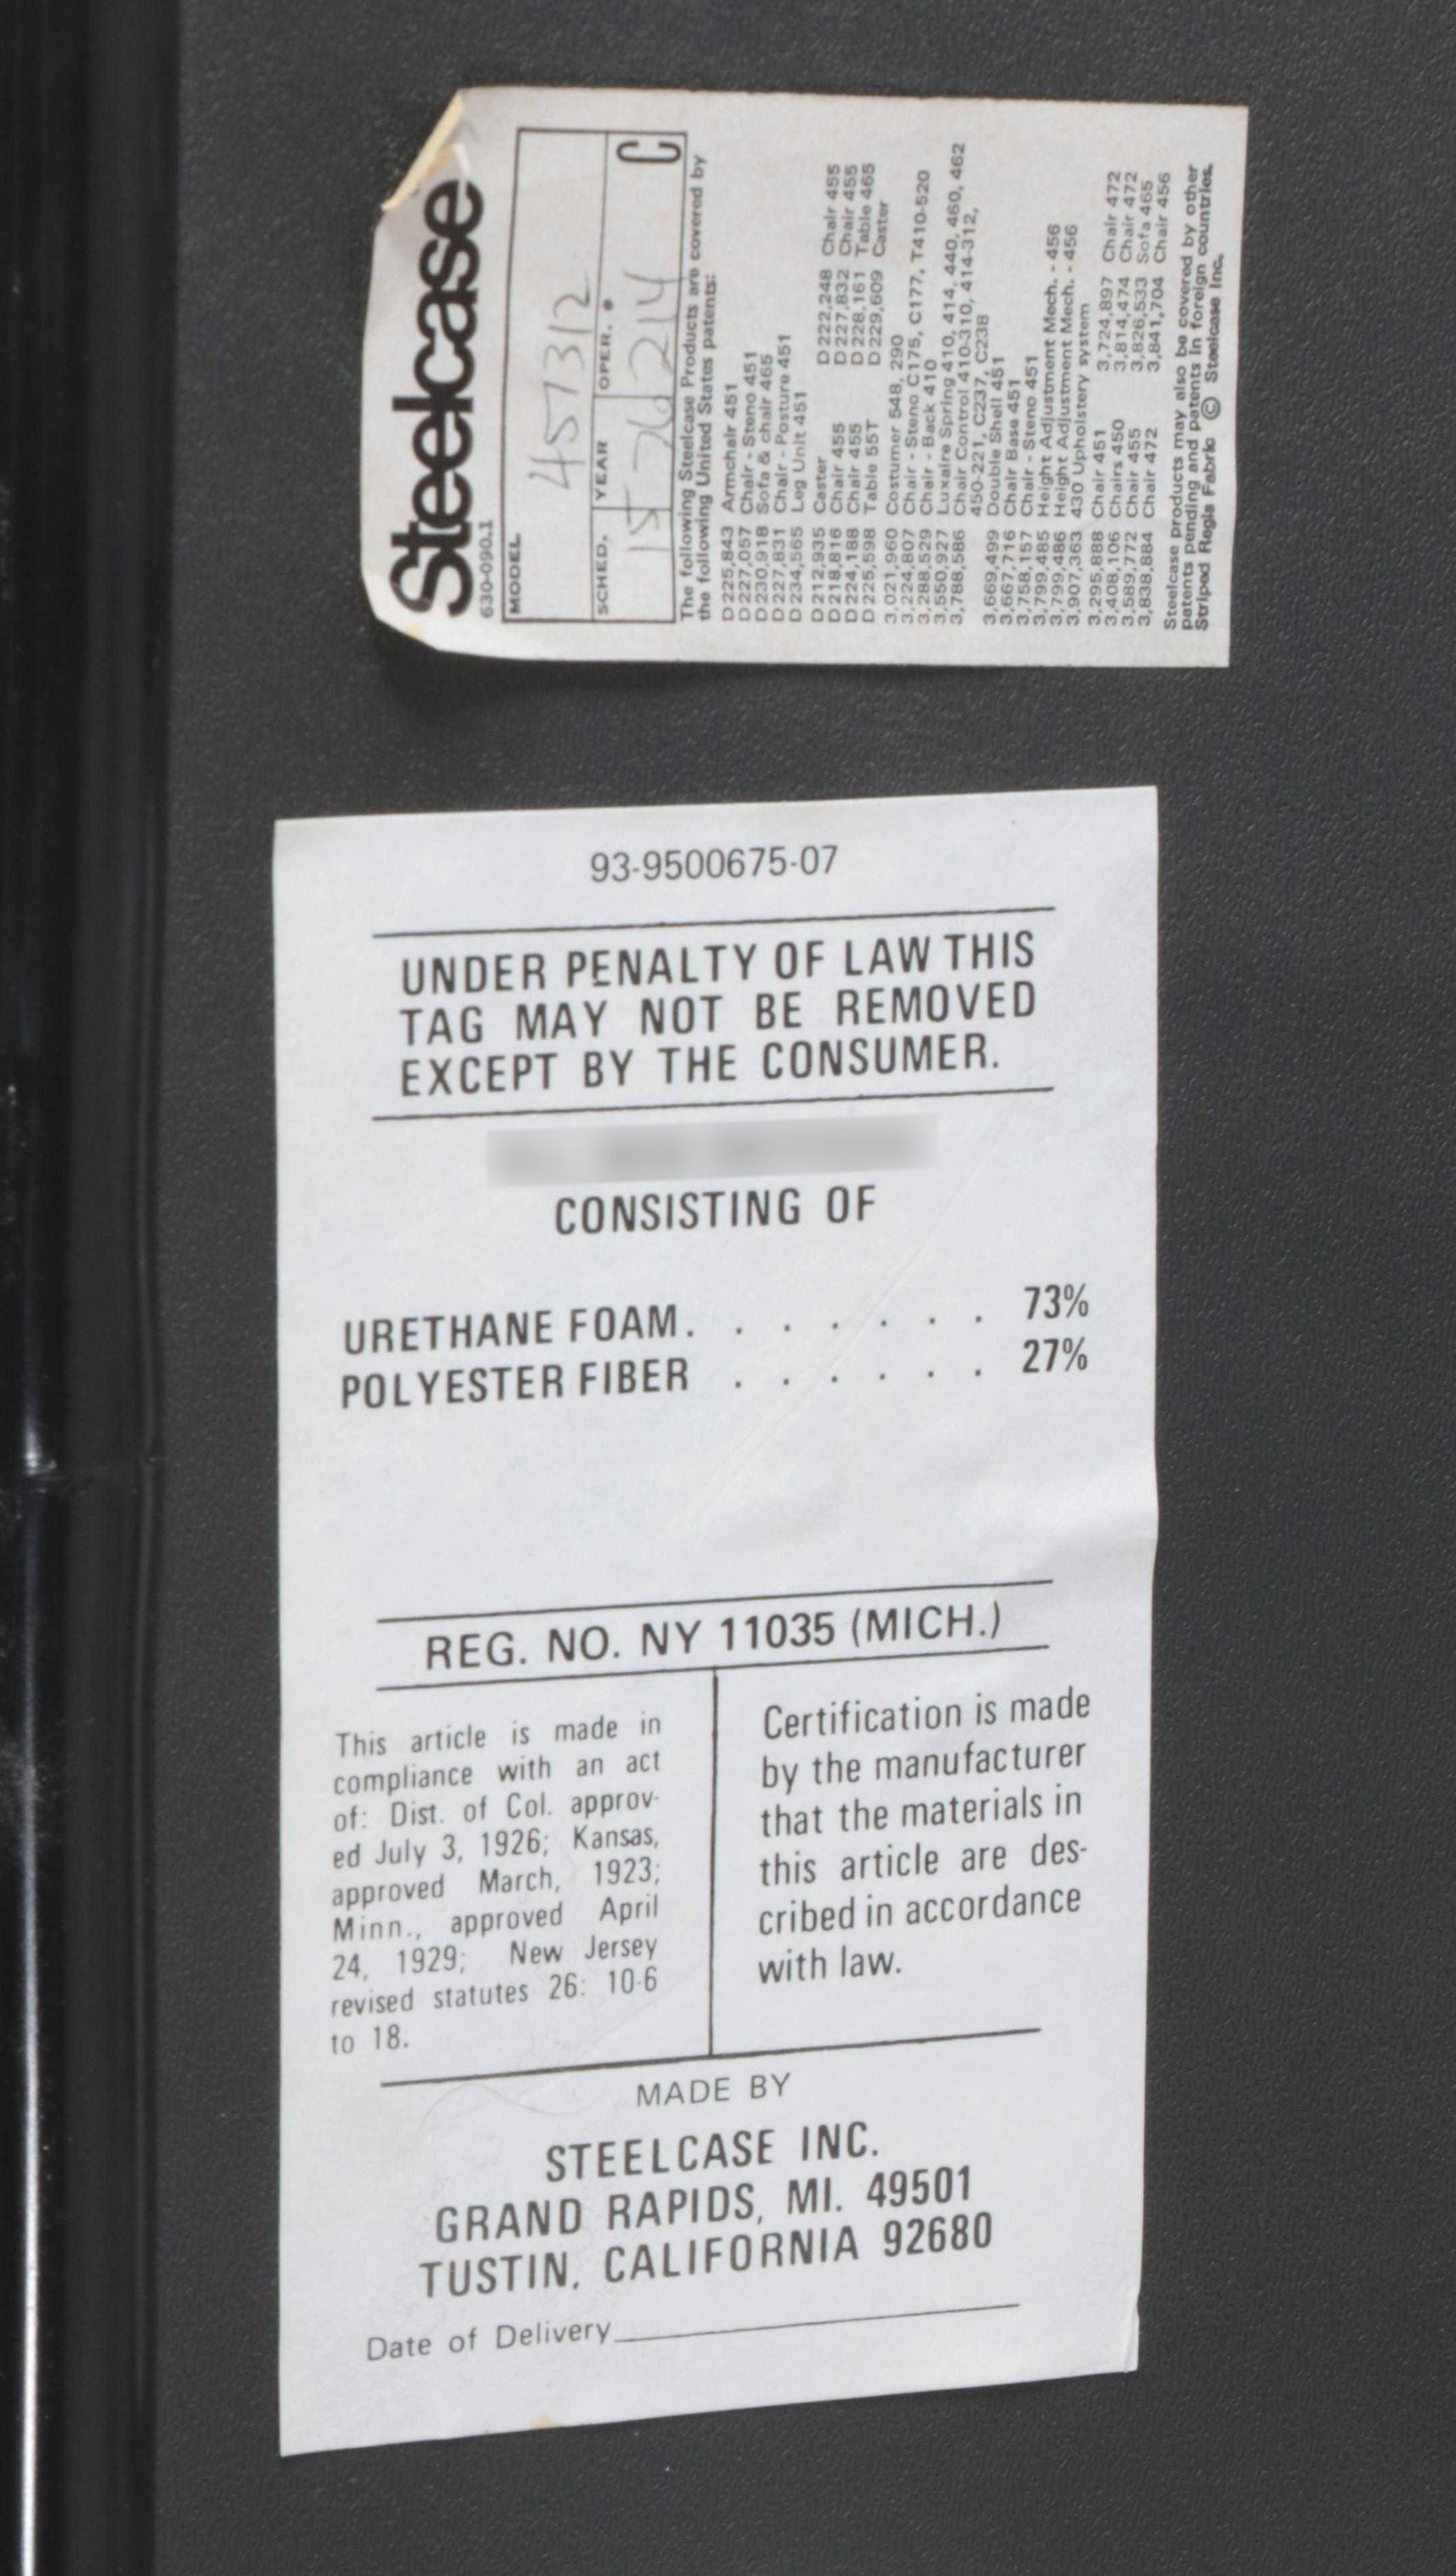 Steelcase
630-090.1
MODEL
457312
SCHED. YEAR OPER. •
15 76 214 C
The following Steelcase Products are covered by
the following United States patents:
D225,843 Armchair 451
D227,057 Chair - Steno 451
D230,918 Sofa & chair 465
D227,831 Chair - Posture 451
D234,565 Leg Unit 451
D212,935 Caster D222,248 Chair 455
D218,816 Chair 455 D227,832 Chair 455
D224,188 Chair 455 D228,161 Table 465
D225,598 Table 55T D229,609 Caster
3,021,960 Costumer 548, 290
3,224,807 Chair - Steno C175, C177, T410-520
3,288,529 Chair - Back 410
3,550,927 Luxaire Spring 410, 414, 440, 460, 462
3,788,586 Chair Control 410-310, 414-312,
450-221, C237, C238
3,669,499 Double Shell 451
3,667,716 Chair Base 451
3,758,157 Chair - Steno 451
3,799,485 Height Adjustment Mech. - 456
3,799,486 Height Adjustment Mech. - 456
3,907,363 430 Upholstery system
3,295,888 Chair 451 3,724,897 Chair 472
3,408,106 Chairs 450 3,814,474 Chair 472
3,589,772 Chair 455 3,826,533 Sofa 465
3,838,884 Chair 472 3,841,704 Chair 456
Steelcase products may also be covered by other
patents pending and patents in foreign countries.
Striped Regla Fabric © Steelcase Inc.
93-9500675-07
UNDER PENALTY OF LAW THIS
TAG MAY NOT BE REMOVED
EXCEPT BY THE CONSUMER.
CONSISTING OF
URETHANE FOAM. . . . . . . 73%
POLYESTER FIBER . . . . . . 27%
REG. NO. NY 11035 (MICH.)
This article is made in
compliance with an act
of: Dist. of Col. approv-
ed July 3, 1926; Kansas,
approved March, 1923;
Minn., approved April
24, 1929; New Jersey
revised statutes 26: 10-6
to 18.
Certification is made
by the manufacturer
that the materials in
this article are des-
cribed in accordance
with law.
MADE BY
STEELCASE INC.
GRAND RAPIDS, MI. 49501
TUSTIN, CALIFORNIA 92680
Date of Delivery